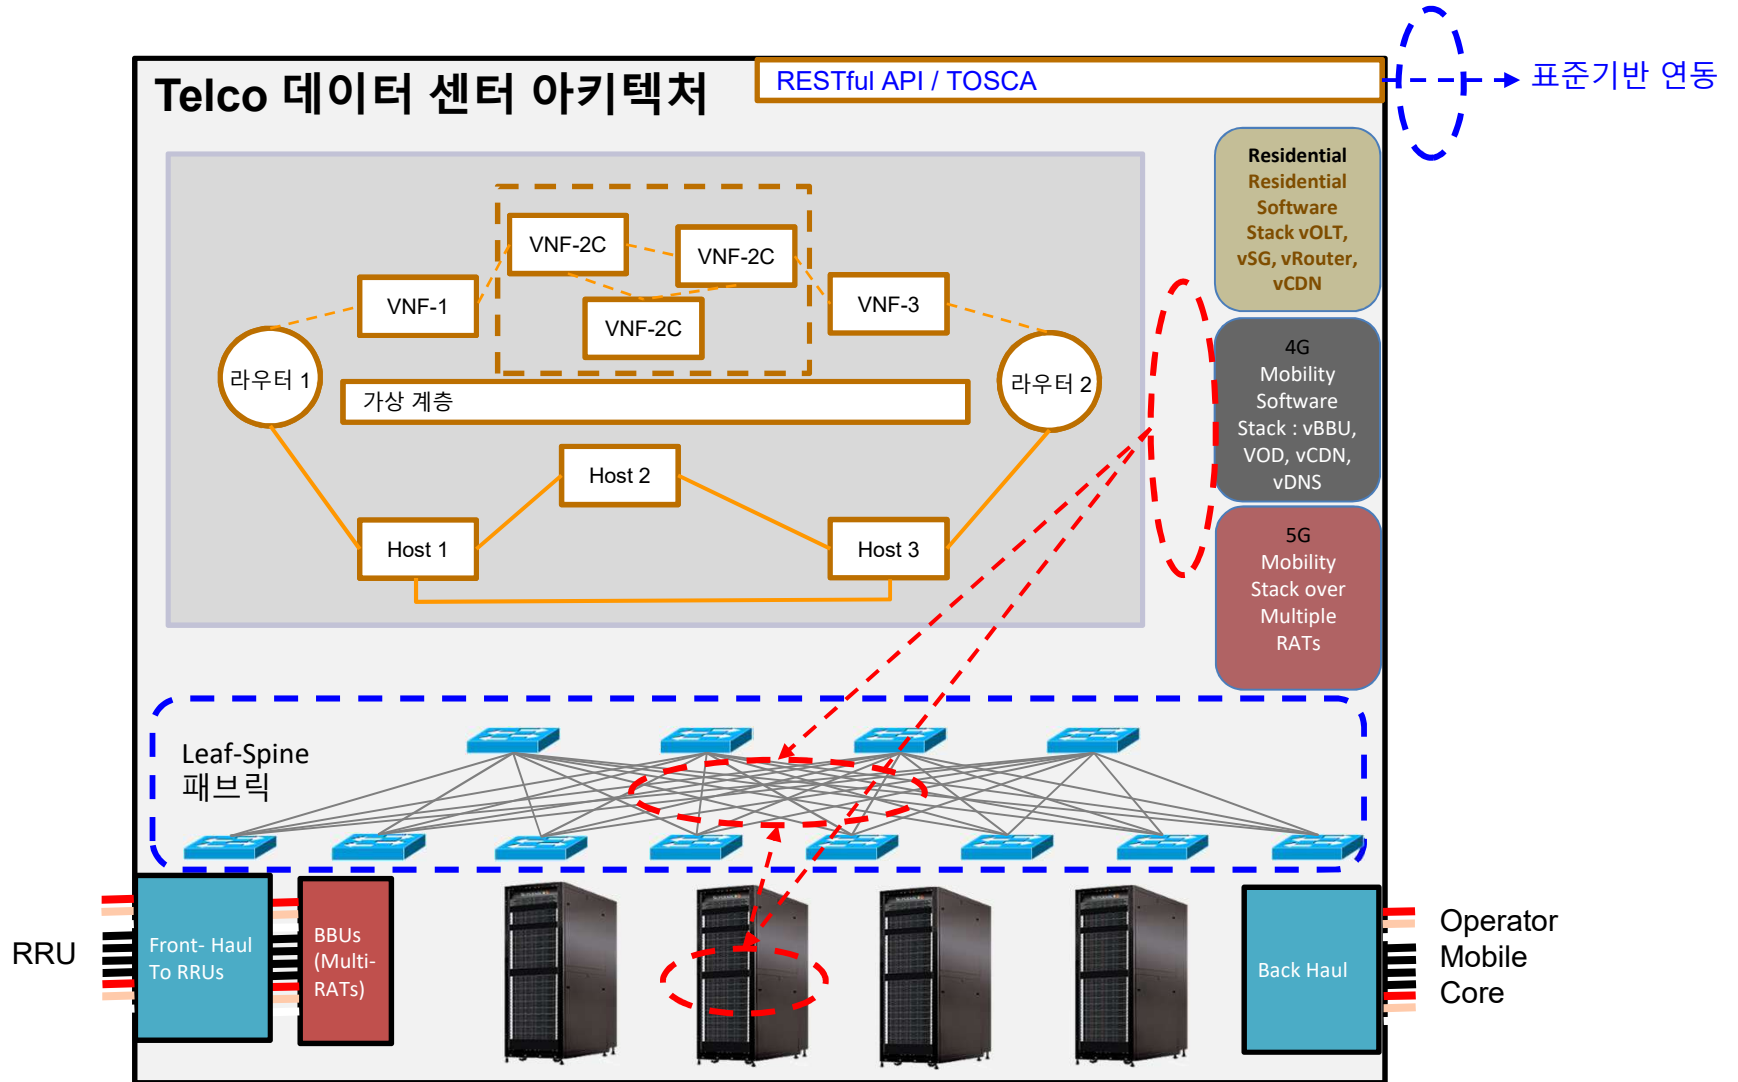 Telco 데이터 센터 아키텍처
RESTful API / TOSCA
표준기반 연동
Residential
Residential
Software
Stack vOLT,
vSG, vRouter,
vCDN
VNF-2C
VNF-2C
VNF-1
VNF-2C
VNF-3
라우터 1
라우터 2
가상 계층
4G
Mobility
Software
Stack : vBBU,
VOD, vCDN,
vDNS
Host 2
Host 1
Host 3
5G
Mobility
Stack over
Multiple
RATs
Leaf-Spine
패브릭
RRU
Front- Haul
To RRUs
BBUs
(Multi-
RATs)
Back Haul
Operator
Mobile
Core